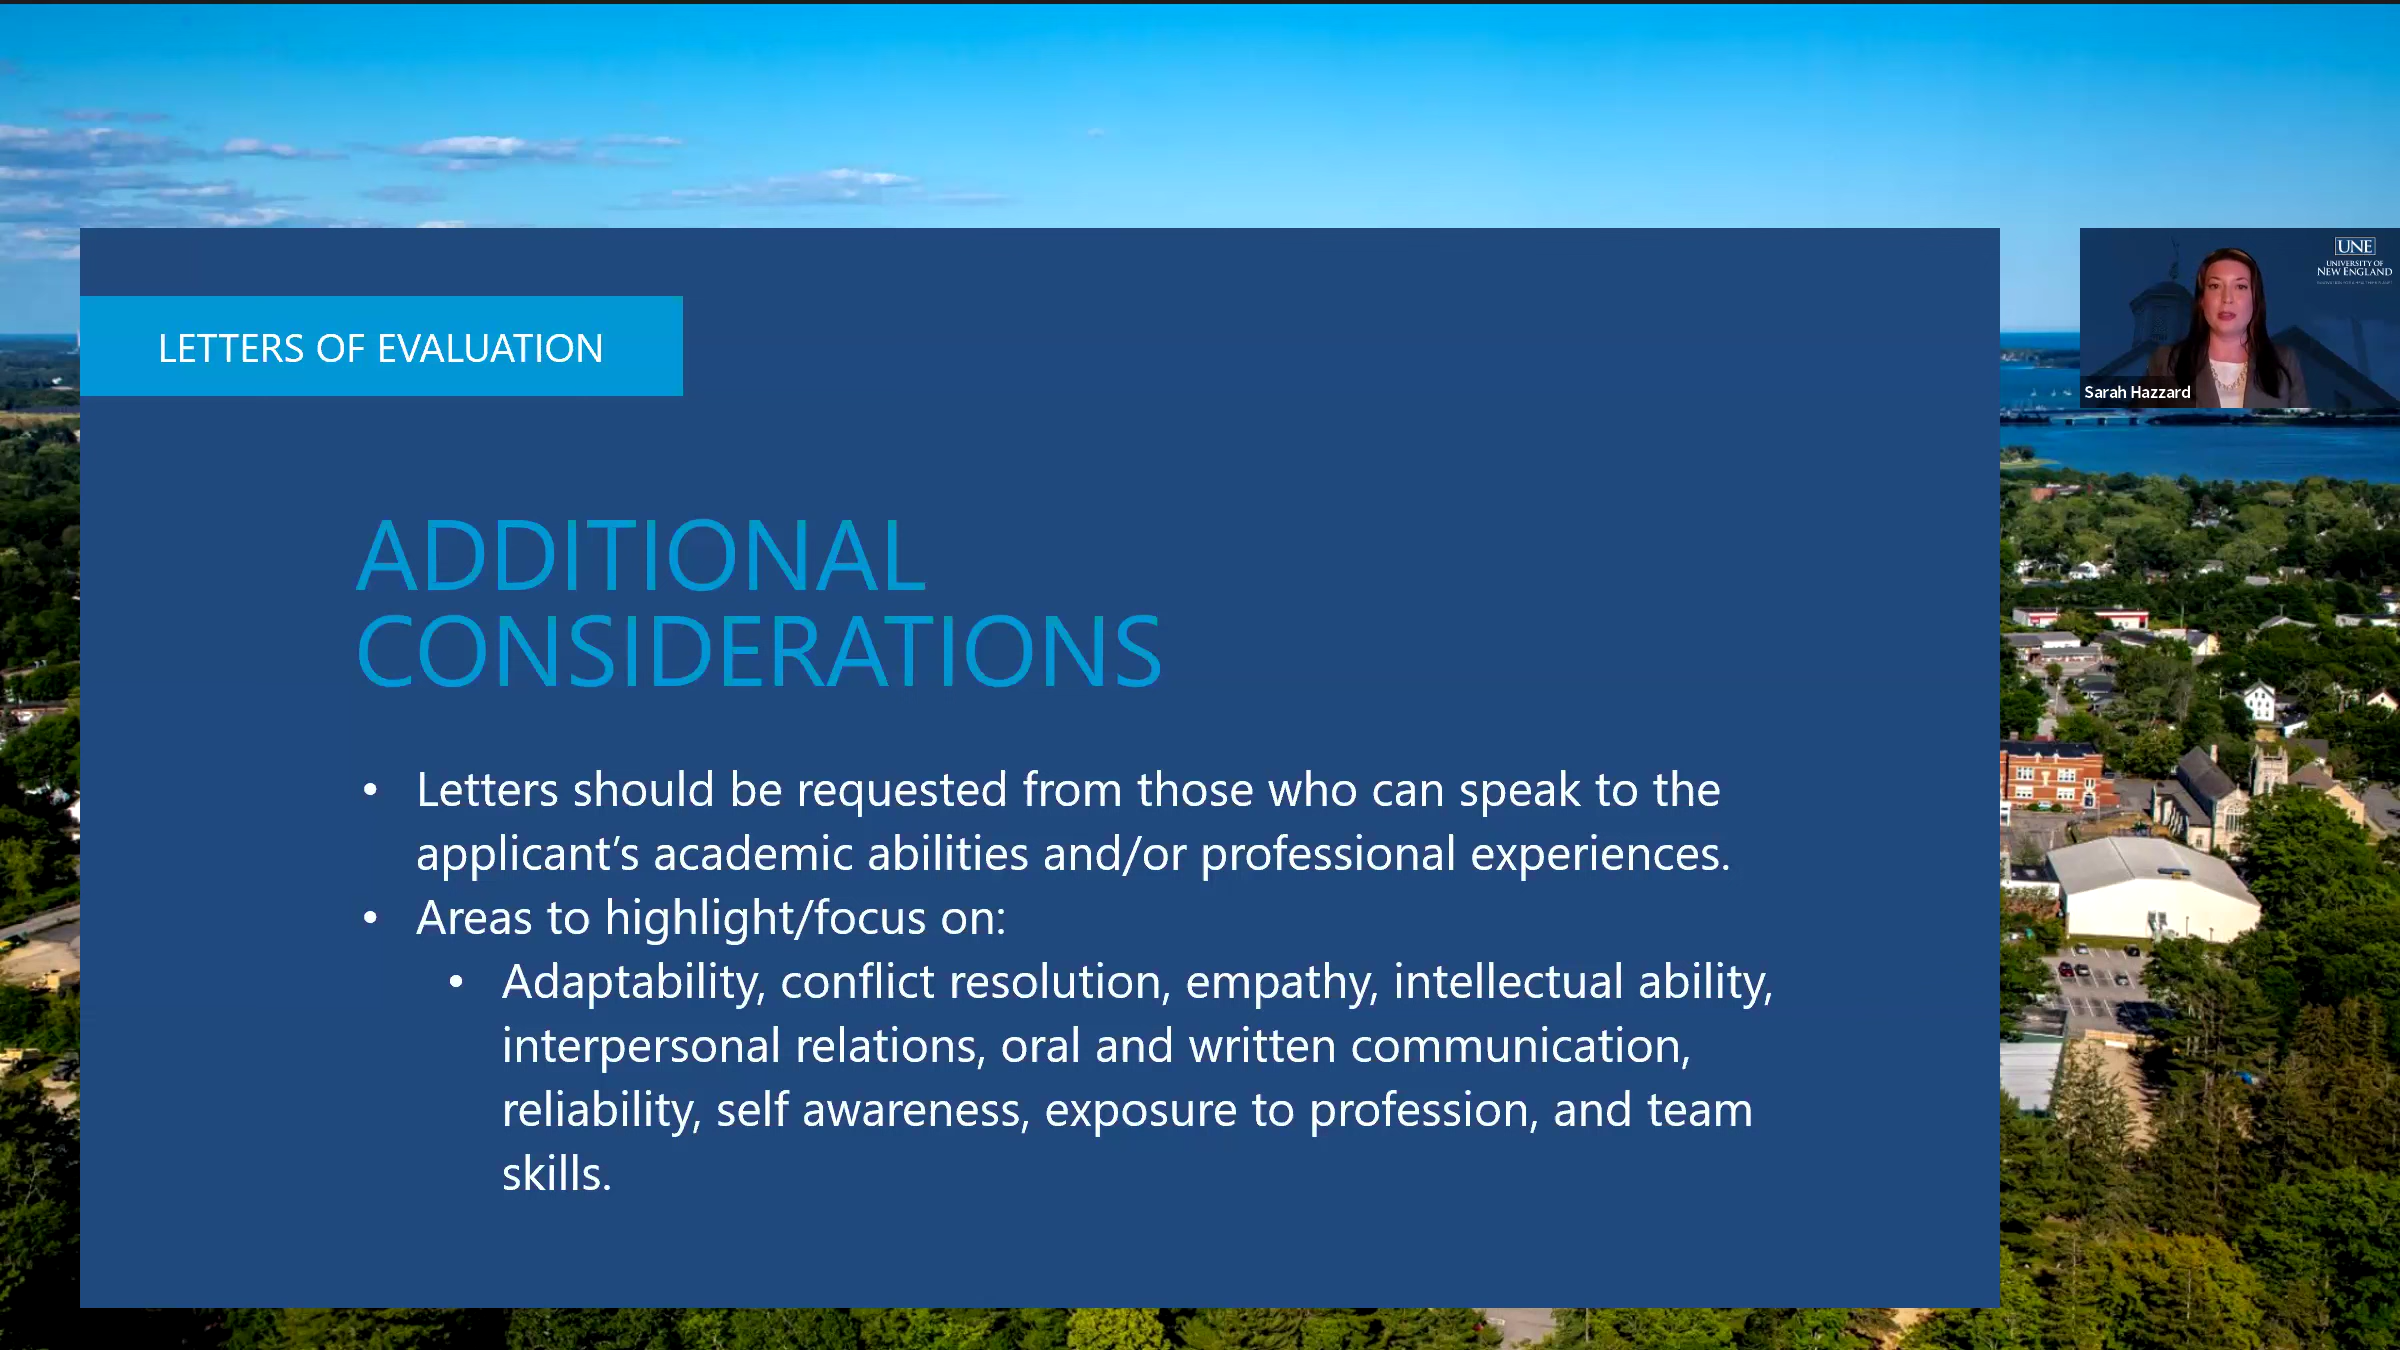 LETTERS OF EVALUATION
ADDITIONAL
CONSIDERATIONS
• Letters should be requested from those who can speak to the
applicant’s academic abilities and/or professional experiences.
• Areas to highlight/focus on:
• Adaptability, conflict resolution, empathy, intellectual ability,
interpersonal relations, oral and written communication,
reliability, self awareness, exposure to profession, and team
skills.
UNE
UNIVERSITY OF
NEW ENGLAND
Sarah Hazzard